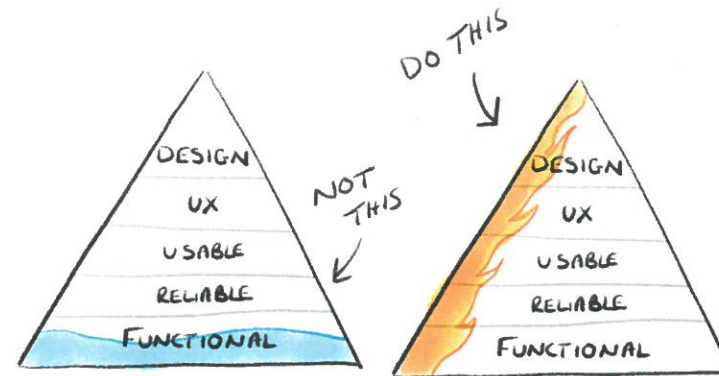 DESIGN
UX
USABLE
RELIABLE
FUNCTIONAL
NOT
THIS
DO THIS
DESIGN
UX
USABLE
RELIABLE
FUNCTIONAL